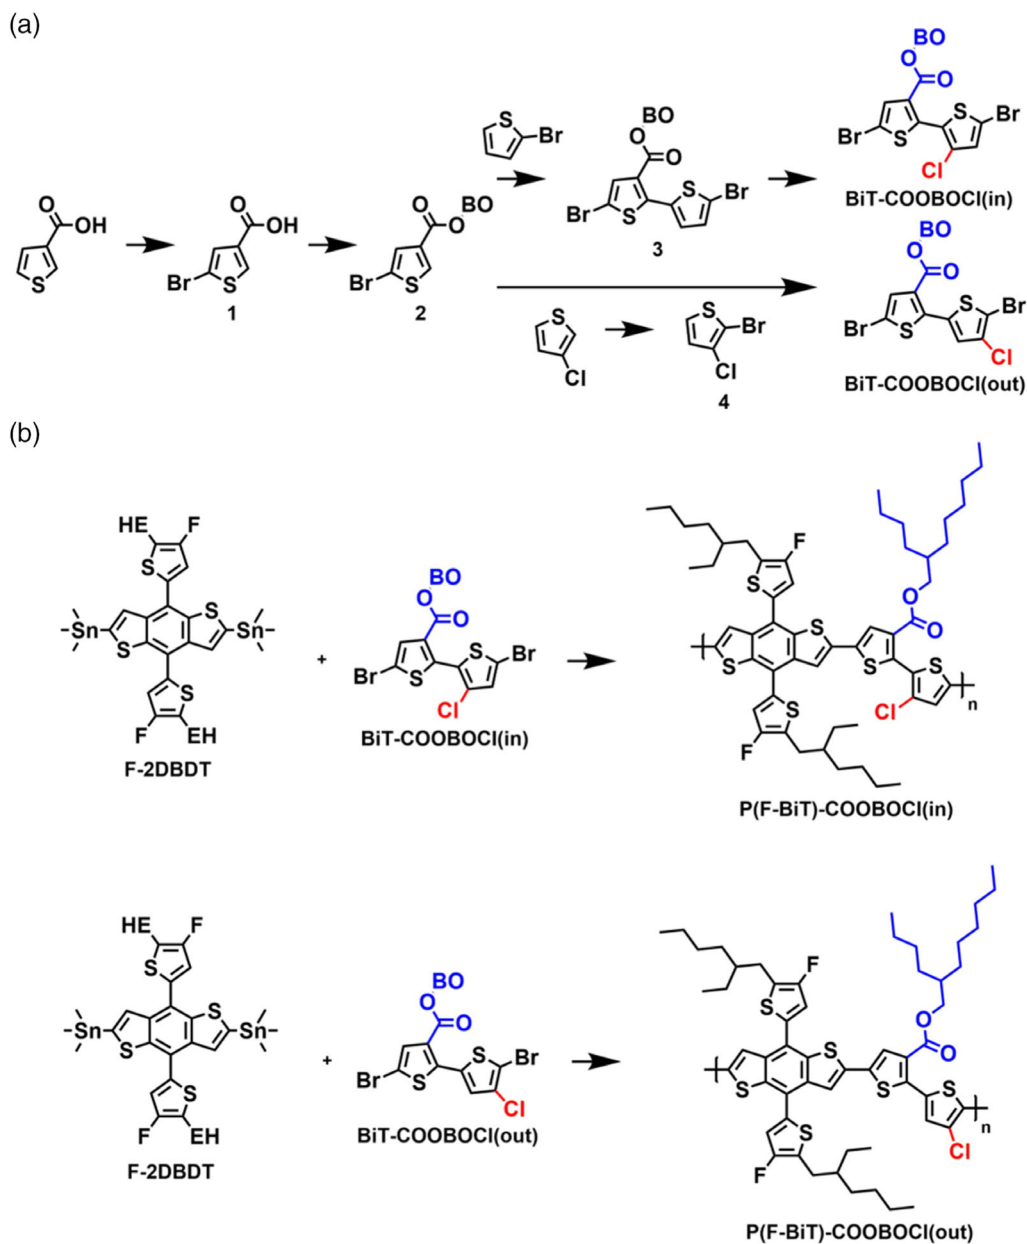 (a)
BO
O
O
S
S
Br
Br
Cl
BiT-COOBOCl(in)
S
Br
BO
O
O
S
S
Br
Br
3
O
OH
S
O
OH
Br
S
1
O
BO
O
Br
S
2
BO
O
O
S
S
Br
Br
Cl
BiT-COOBOCl(out)
S
Cl
S
Br
Cl
4
(b)
HE
F
S
S
Sn
Sn
S
S
F
EH
F-2DBDT
+
BO
O
O
S
S
Br
Br
Cl
BiT-COOBOCl(in)
F
S
S
S
S
F
O
O
S
S
Cl
n
P(F-BiT)-COOBOCl(in)
HE
F
S
S
Sn
Sn
S
S
F
EH
F-2DBDT
+
BO
O
O
S
S
Br
Br
Cl
BiT-COOBOCl(out)
F
S
S
S
S
F
O
O
S
S
Cl
n
P(F-BiT)-COOBOCl(out)